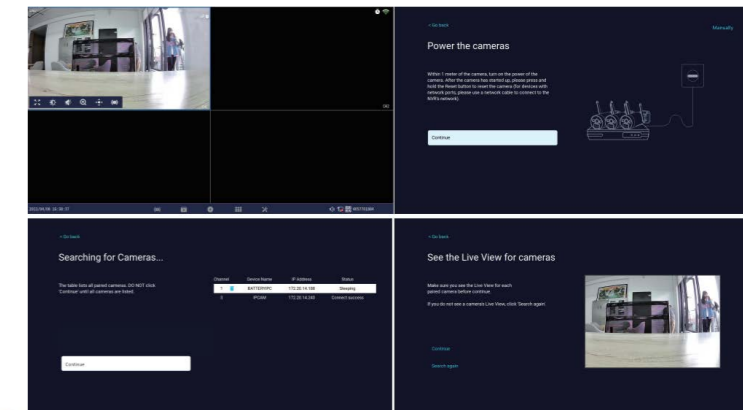 < Go back
Manually
Power the cameras
Within 1 meter of the camera, turn on the power of the
camera. After the camera has started up, please press and
hold the Reset button to reset the camera (for devices with
network ports, please use a network cable to connect to the
NVR's network).
Continue
< Go back
Searching for Cameras...
The table lists all paired cameras. DO NOT click
'Continue' until all cameras are listed.
Channel Device Name IP Address Status
1 BATTERYIPC 172.20.14.188 Sleeping
IPCAM 172.20.14.240 Connect success
Continue
< Go back
See the Live View for cameras
Make sure you see the Live View for each
paired camera before continue.
If you do not see a camera's Live View, click 'Search again'.
Continue
Search again